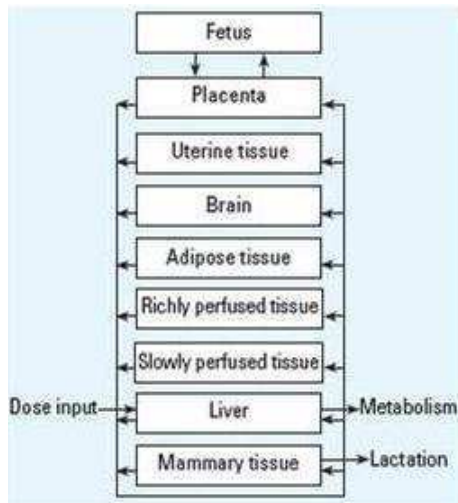 Fetus
Placenta
Uterine tissue
Brain
Adipose tissue
Richly perfused tissue
Slowly perfused tissue
Dose input
Liver
Metabolism
Mammary tissue
Lactation